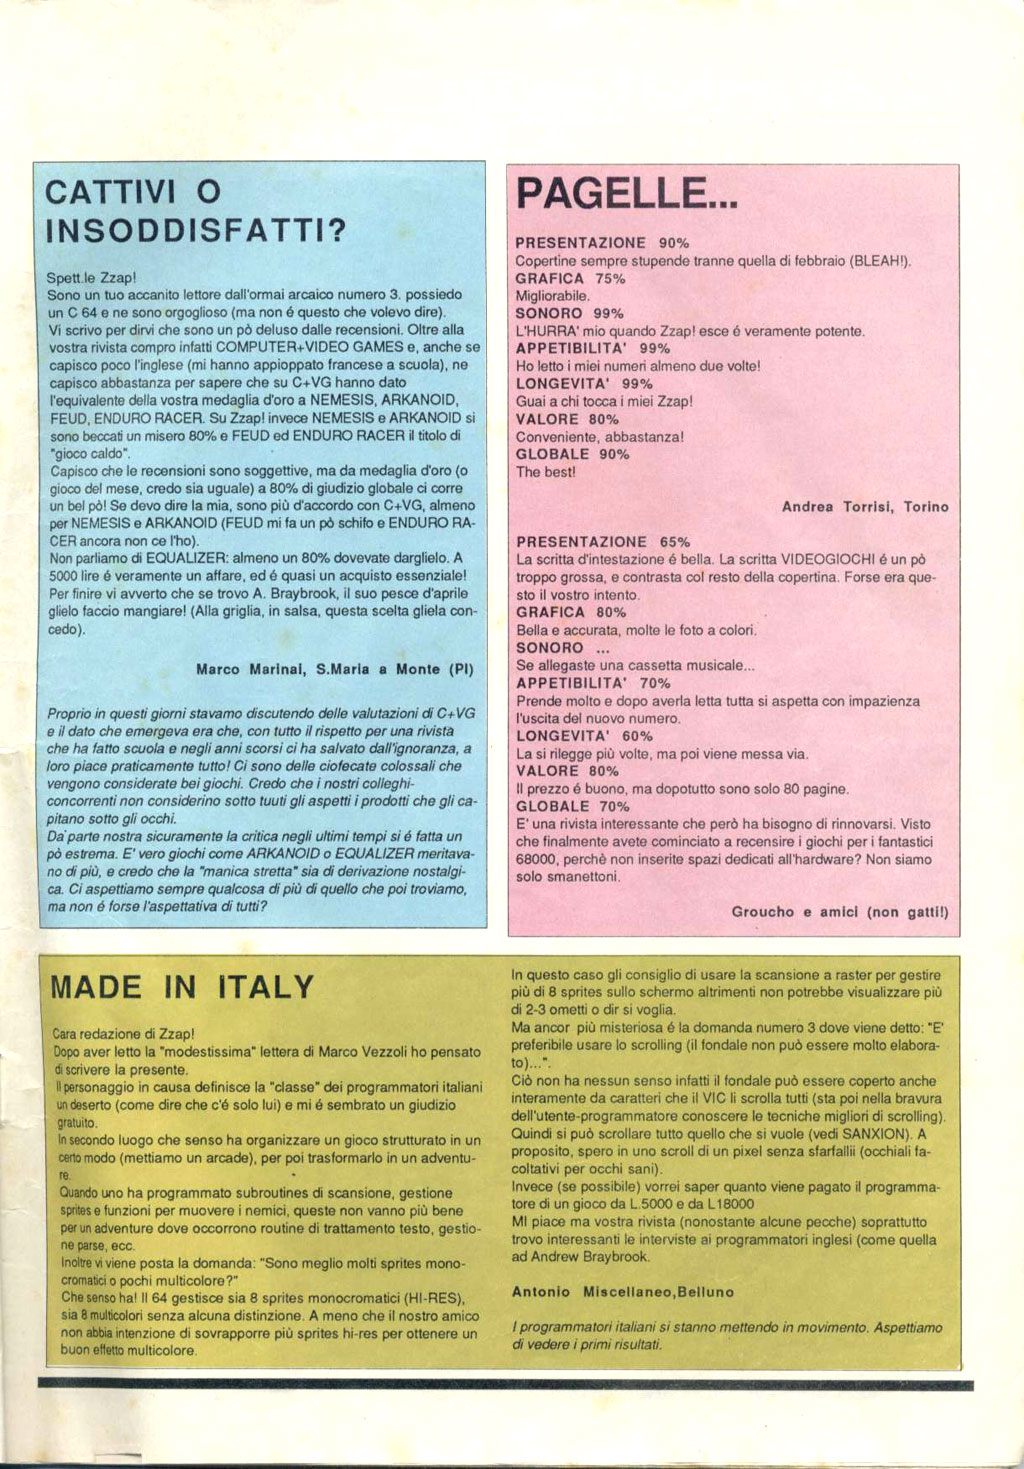 CATTIVI O
INSODDISFATTI?
Spett.le Zzap!
Sono un tuo accanito lettore dall'ormai arcaico numero 3. possiedo
un C 64 e ne sono orgoglioso (ma non é questo che volevo dire).
Vi scrivo per dirvi che sono un pò deluso dalle recensioni. Oltre alla
vostra rivista compro infatti COMPUTER+VIDEO GAMES e, anche se
capisco poco l'inglese (mi hanno appioppato francese a scuola), ne
capisco abbastanza per sapere che su C+VG hanno dato
l'equivalente della vostra medaglia d'oro a NEMESIS, ARKANOID,
FEUD, ENDURO RACER. Su Zzap! invece NEMESIS e ARKANOID si
sono beccati un misero 80% e FEUD ed ENDURO RACER il titolo di
"gioco caldo".
Capisco che le recensioni sono soggettive, ma da medaglia d'oro (o
gioco del mese, credo sia uguale) a 80% di giudizio globale ci corre
un bel pò! Se devo dire la mia, sono più d'accordo con C+VG, almeno
per NEMESIS e ARKANOID (FEUD mi fa un pò schifo e ENDURO RA-
CER ancora non ce l'ho).
Non parliamo di EQUALIZER: almeno un 80% dovevate darglielo. A
5000 lire é veramente un affare, ed é quasi un acquisto essenziale!
Per finire vi avverto che se trovo A. Braybrook, il suo pesce d'aprile
glielo faccio mangiare! (Alla griglia, in salsa, questa scelta gliela con-
cedo).
Marco Marinai, S.Maria a Monte (PI)
Proprio in questi giorni stavamo discutendo delle valutazioni di C+VG
e il dato che emergeva era che, con tutto il rispetto per una rivista
che ha fatto scuola e negli anni scorsi ci ha salvato dall'ignoranza, a
loro piace praticamente tutto! Ci sono delle ciofecate colossali che
vengono considerate bei giochi. Credo che i nostri colleghi-
concorrenti non considerino sotto tuuti gli aspetti i prodotti che gli ca-
pitano sotto gli occhi.
Da parte nostra sicuramente la critica negli ultimi tempi si é fatta un
pò estrema. E' vero giochi come ARKANOID o EQUALIZER meritava-
no di più, e credo che la "manica stretta" sia di derivazione nostalgi-
ca. Ci aspettiamo sempre qualcosa di più di quello che poi troviamo,
ma non é forse l'aspettativa di tutti?
PAGELLE...
PRESENTAZIONE 90%
Copertine sempre stupende tranne quella di febbraio (BLEAH!).
GRAFICA 75%
Migliorabile.
SONORO 99%
L'HURRA' mio quando Zzap! esce é veramente potente.
APPETIBILITA' 99%
Ho letto i miei numeri almeno due volte!
LONGEVITA' 99%
Guai a chi tocca i miei Zzap!
VALORE 80%
Conveniente, abbastanza!
GLOBALE 90%
The best!
Andrea Torrisi, Torino
PRESENTAZIONE 65%
La scritta d'intestazione é bella. La scritta VIDEOGIOCHI é un pò
troppo grossa, e contrasta col resto della copertina. Forse era que-
sto il vostro intento.
GRAFICA 80%
Bella e accurata, molte le foto a colori.
SONORO ...
Se allegaste una cassetta musicale...
APPETIBILITA' 70%
Prende molto e dopo averla letta tutta si aspetta con impazienza
l'uscita del nuovo numero.
LONGEVITA' 60%
La si rilegge più volte, ma poi viene messa via.
VALORE 80%
Il prezzo é buono, ma dopotutto sono solo 80 pagine.
GLOBALE 70%
E' una rivista interessante che però ha bisogno di rinnovarsi. Visto
che finalmente avete cominciato a recensire i giochi per i fantastici
68000, perchè non inserite spazi dedicati all'hardware? Non siamo
solo smanettoni.
Groucho e amici (non gatti!)
MADE IN ITALY
Cara redazione di Zzap!
Dopo aver letto la "modestissima" lettera di Marco Vezzoli ho pensato
di scrivere la presente.
Il personaggio in causa definisce la "classe" dei programmatori italiani
un deserto (come dire che c'é solo lui) e mi é sembrato un giudizio
gratuito.
In secondo luogo che senso ha organizzare un gioco strutturato in un
certo modo (mettiamo un arcade), per poi trasformarlo in un adventu-
re.
Quando uno ha programmato subroutines di scansione, gestione
sprites e funzioni per muovere i nemici, queste non vanno più bene
per un adventure dove occorrono routine di trattamento testo, gestio-
ne parse, ecc.
Inoltre vi viene posta la domanda: "Sono meglio molti sprites mono-
cromatici o pochi multicolore?"
Che senso ha! Il 64 gestisce sia 8 sprites monocromatici (HI-RES),
sia 8 multicolori senza alcuna distinzione. A meno che il nostro amico
non abbia intenzione di sovrapporre più sprites hi-res per ottenere un
buon effetto multicolore.
In questo caso gli consiglio di usare la scansione a raster per gestire
più di 8 sprites sullo schermo altrimenti non potrebbe visualizzare più
di 2-3 ometti o dir si voglia.
Ma ancor più misteriosa é la domanda numero 3 dove viene detto: "E'
preferibile usare lo scrolling (il fondale non può essere molto elabora-
to)...".
Ciò non ha nessun senso infatti il fondale può essere coperto anche
interamente da caratteri che il VIC li scrolla tutti (sta poi nella bravura
dell'utente-programmatore conoscere le tecniche migliori di scrolling).
Quindi si può scrollare tutto quello che si vuole (vedi SANXION). A
proposito, spero in uno scroll di un pixel senza sfarfallii (occhiali fa-
coltativi per occhi sani).
Invece (se possibile) vorrei saper quanto viene pagato il programma-
tore di un gioco da L.5000 e da L18000
MI piace ma vostra rivista (nonostante alcune pecche) soprattutto
trovo interessanti le interviste ai programmatori inglesi (come quella
ad Andrew Braybrook.
Antonio Miscellaneo,Belluno
I programmatori italiani si stanno mettendo in movimento. Aspettiamo
di vedere i primi risultati.